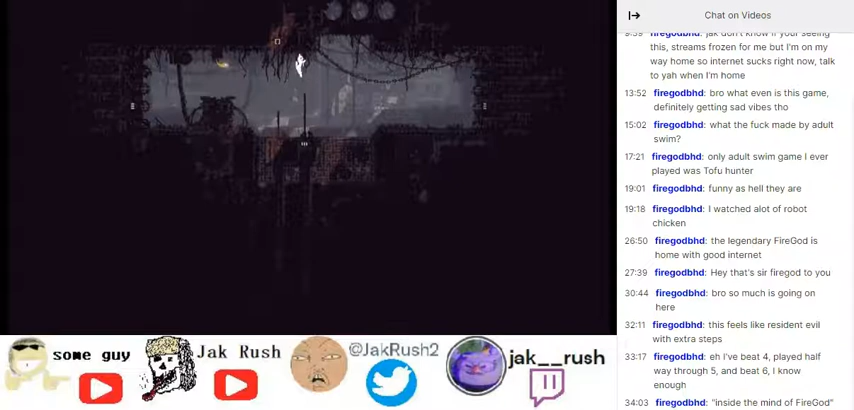 Chat on Videos
9:39 firegodbhd: jak don't know if your seeing
this, streams frozen for me but I'm on my
way home so internet sucks right now, talk
to yah when I'm home
13:52 firegodbhd: bro what even is this game,
definitely getting sad vibes tho
15:02 firegodbhd: what the fuck made by adult
swim?
17:21 firegodbhd: only adult swim game I ever
played was Tofu hunter
19:01 firegodbhd: funny as hell they are
19:18 firegodbhd: I watched alot of robot
chicken
26:50 firegodbhd: the legendary FireGod is
home with good internet
27:39 firegodbhd: Hey that's sir firegod to you
30:44 firegodbhd: bro so much is going on
here
32:11 firegodbhd: this feels like resident evil
with extra steps
33:17 firegodbhd: eh I've beat 4, played half
way through 5, and beat 6, I know
enough
34:03 firegodbhd: "inside the mind of FireGod"
some guy
Jak Rush
@JakRush2
jak__rush